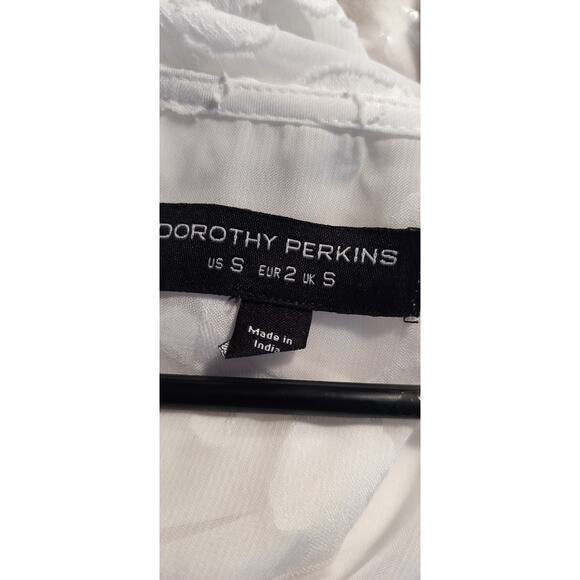 DOROTHY PERKINS
US S EUR 2 UK S
Made in
India